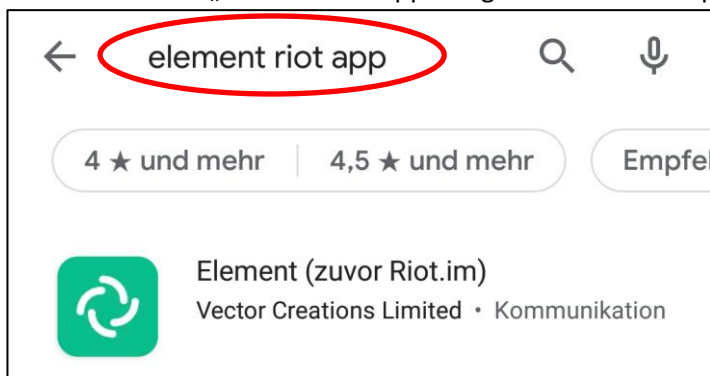 element riot app
4 ★ und mehr | 4,5 ★ und mehr
Element (zuvor Riot.im)
Vector Creations Limited • Kommunikation